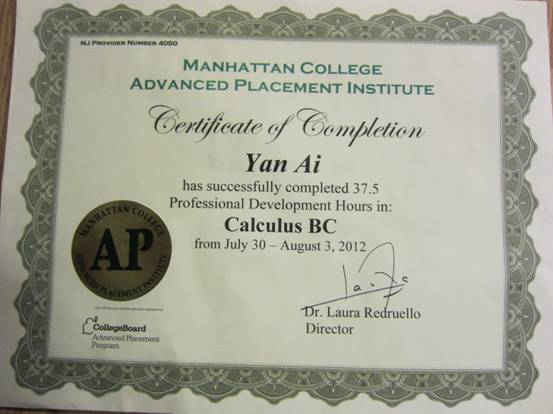 NJ PROVIDER NUMBER 4050
MANHATTAN COLLEGE
ADVANCED PLACEMENT INSTITUTE
Certificate of Completion
Yan Ai
has successfully completed 37.5
Professional Development Hours in:
Calculus BC
from July 30 – August 3, 2012
MANHATTAN COLLEGE
AP
ADVANCED PLACEMENT INSTITUTE
Dr. Laura Redruello
Director
CollegeBoard
Advanced Placement
Program